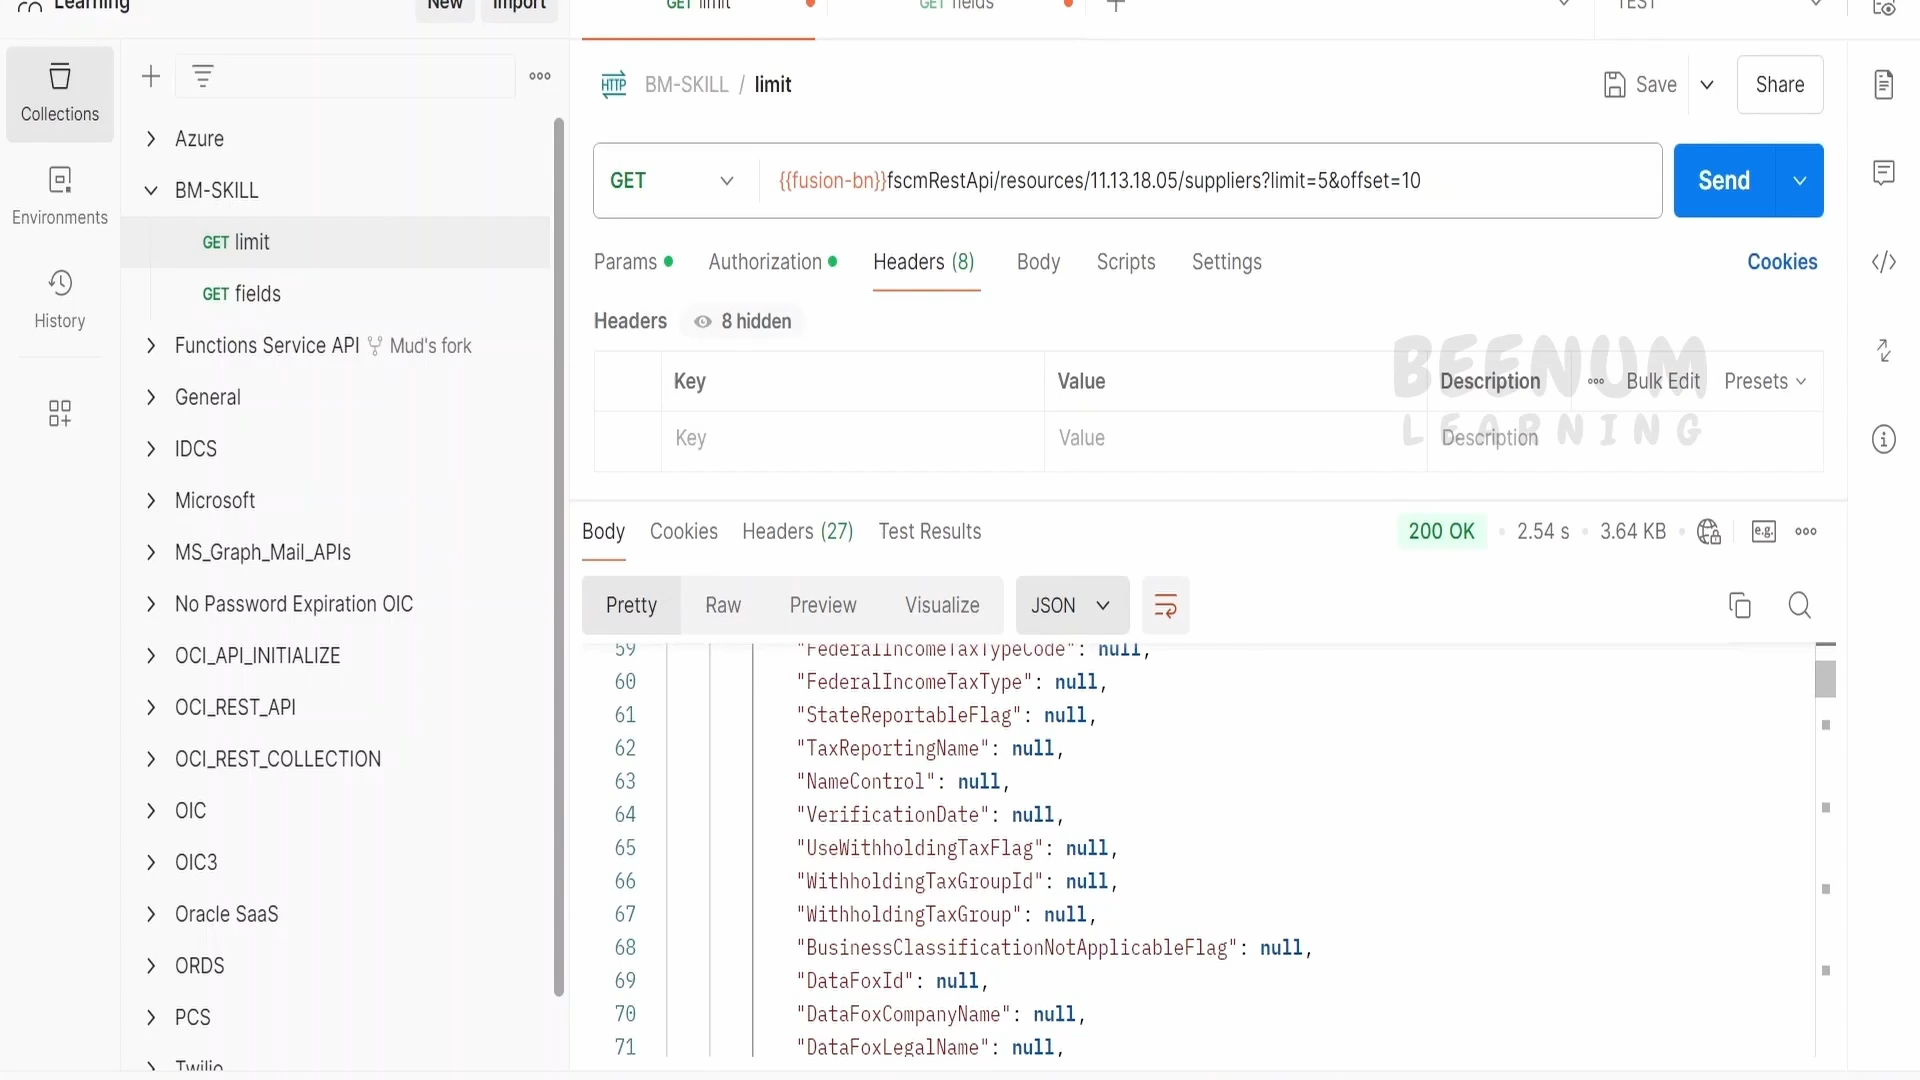 Learning
New
Import
GET limit
GET fields
TEST
Collections
Environments
History
Azure
BM-SKILL
GET limit
GET fields
Functions Service API Mud's fork
General
IDCS
Microsoft
MS_Graph_Mail_APIs
No Password Expiration OIC
OCI_API_INITIALIZE
OCI_REST_API
OCI_REST_COLLECTION
OIC
OIC3
Oracle SaaS
ORDS
PCS
Twilio
HTTP BM-SKILL / limit
Save
Share
GET
{{fusion-bn}}fscmRestApi/resources/11.13.18.05/suppliers?limit=5&offset=10
Send
Params
Authorization
Headers (8)
Body
Scripts
Settings
Cookies
Headers
8 hidden
Key
Value
Description
Bulk Edit
Presets
Key
Value
Description
BEENUM
LEARNING
Body
Cookies
Headers (27)
Test Results
200 OK
2.54 s
3.64 KB
e.g.
Pretty
Raw
Preview
Visualize
JSON
59 "FederalIncomeTaxTypeCode": null,
60 "FederalIncomeTaxType": null,
61 "StateReportableFlag": null,
62 "TaxReportingName": null,
63 "NameControl": null,
64 "VerificationDate": null,
65 "UseWithholdingTaxFlag": null,
66 "WithholdingTaxGroupId": null,
67 "WithholdingTaxGroup": null,
68 "BusinessClassificationNotApplicableFlag": null,
69 "DataFoxId": null,
70 "DataFoxCompanyName": null,
71 "DataFoxLegalName": null,